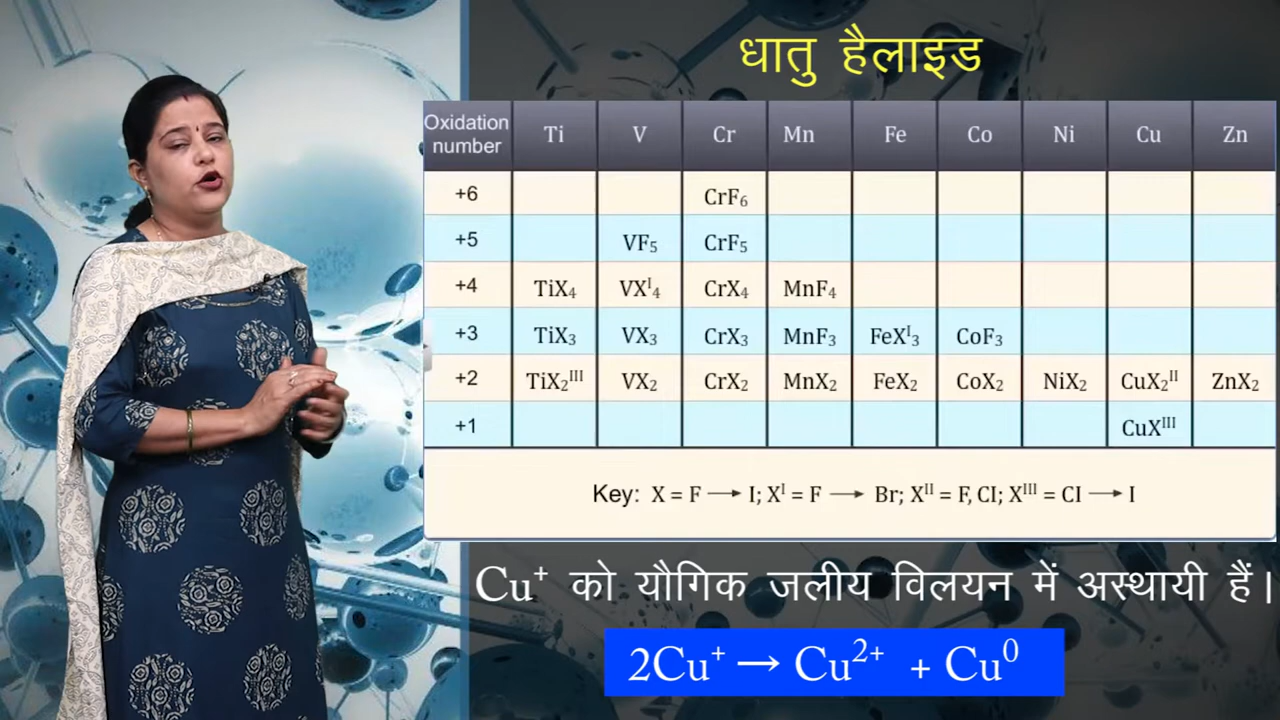 धातु हैलाइड
Oxidation number Ti V Cr Mn Fe Co Ni Cu Zn
+6 CrF₆
+5 VF₅ CrF₅
+4 TiX₄ VXᴵ₄ CrX₄ MnF₄
+3 TiX₃ VX₃ CrX₃ MnF₃ FeXᴵ₃ CoF₃
+2 TiX₂ᴵᴵᴵ VX₂ CrX₂ MnX₂ FeX₂ CoX₂ NiX₂ CuX₂ᴵᴵ ZnX₂
+1 CuXᴵᴵᴵ
Key: X = F → I; Xᴵ = F → Br; Xᴵᴵ = F, CI; Xᴵᴵᴵ = CI → I
Cu⁺ को यौगिक जलीय विलयन में अस्थायी हैं।
2Cu⁺ → Cu²⁺ + Cu⁰